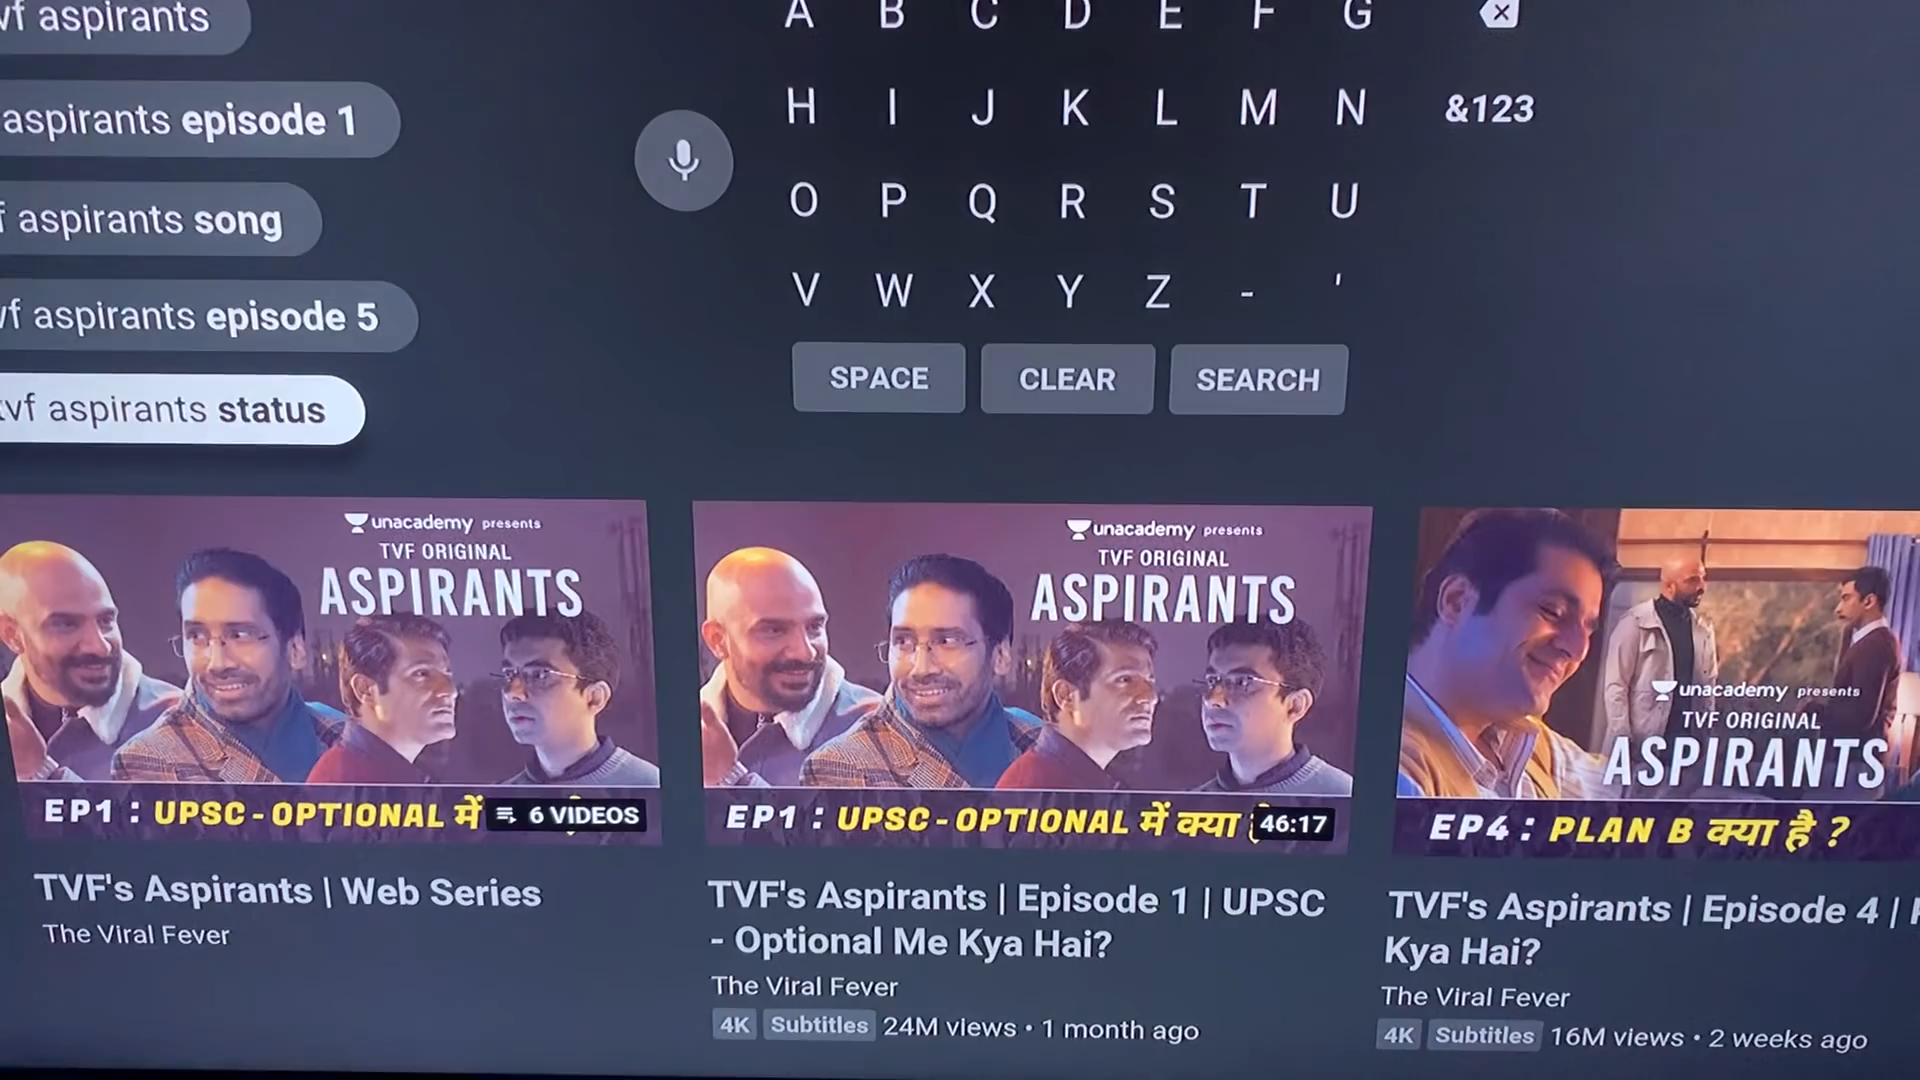 aspirants
aspirants episode 1
aspirants song
aspirants episode 5
tvf aspirants status
A B C D E F G
H I J K L M N &123
O P Q R S T U
V W X Y Z - '
SPACE CLEAR SEARCH
unacademy presents
TVF ORIGINAL
ASPIRANTS
EP1 : UPSC - OPTIONAL में
6 VIDEOS
TVF's Aspirants | Web Series
The Viral Fever
unacademy presents
TVF ORIGINAL
ASPIRANTS
EP1 : UPSC - OPTIONAL में क्या
46:17
TVF's Aspirants | Episode 1 | UPSC
- Optional Me Kya Hai?
The Viral Fever
4K Subtitles 24M views • 1 month ago
unacademy presents
TVF ORIGINAL
ASPIRANTS
EP4 : PLAN B क्या है ?
TVF's Aspirants | Episode 4 |
Kya Hai?
The Viral Fever
4K Subtitles 16M views • 2 weeks ago